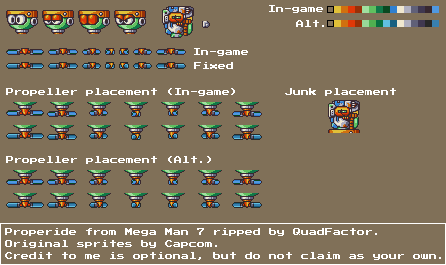 In-game
Alt.
In-game
Fixed
Propeller placement (In-game)
Junk placement
Propeller placement (Alt.)
Properide from Mega Man 7 ripped by QuadFactor.
Original sprites by Capcom.
Credit to me is optional, but do not claim as your own.